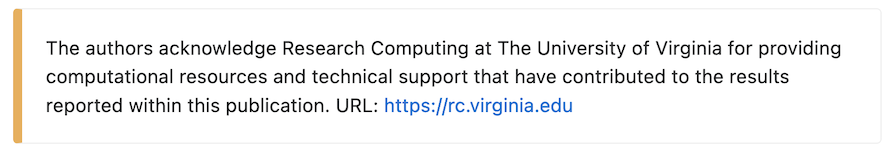 The authors acknowledge Research Computing at The University of Virginia for providing
computational resources and technical support that have contributed to the results
reported within this publication. URL: https://rc.virginia.edu